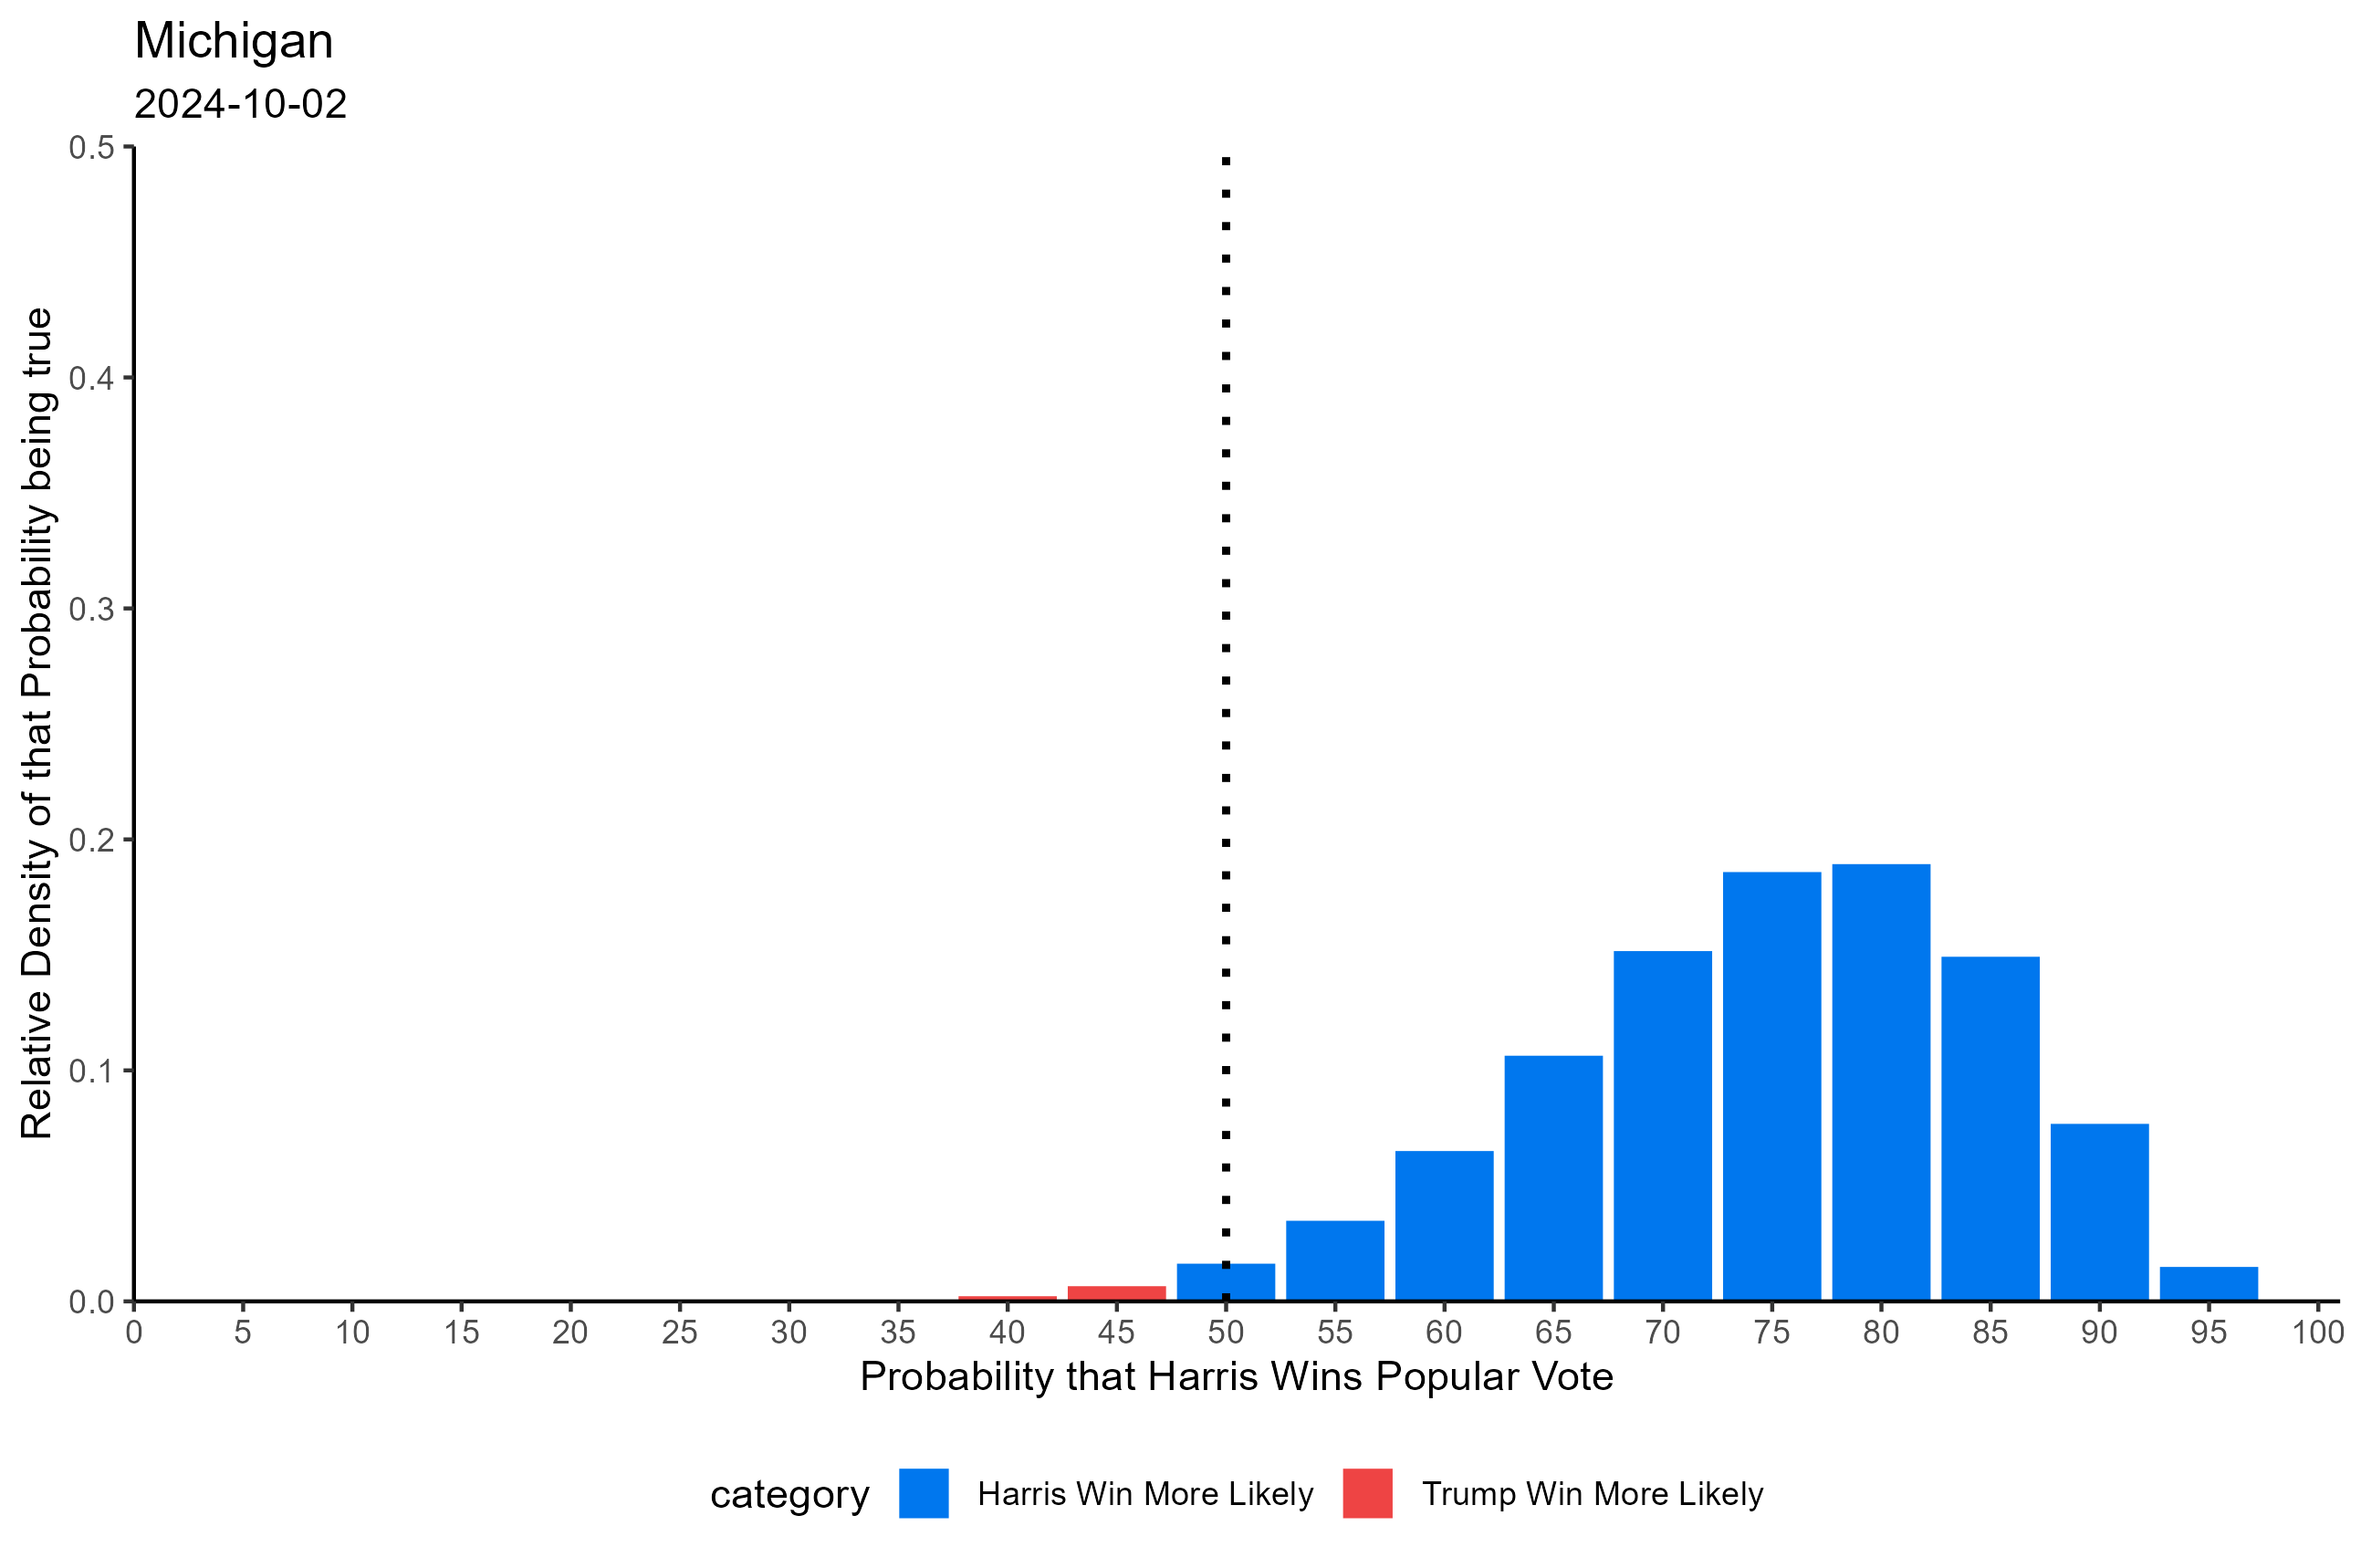 Michigan
2024-10-02
Relative Density of that Probability being true
0.5
0.4
0.3
0.2
0.1
0.0
0 5 10 15 20 25 30 35 40 45 50 55 60 65 70 75 80 85 90 95 100
Probability that Harris Wins Popular Vote
category Harris Win More Likely Trump Win More Likely